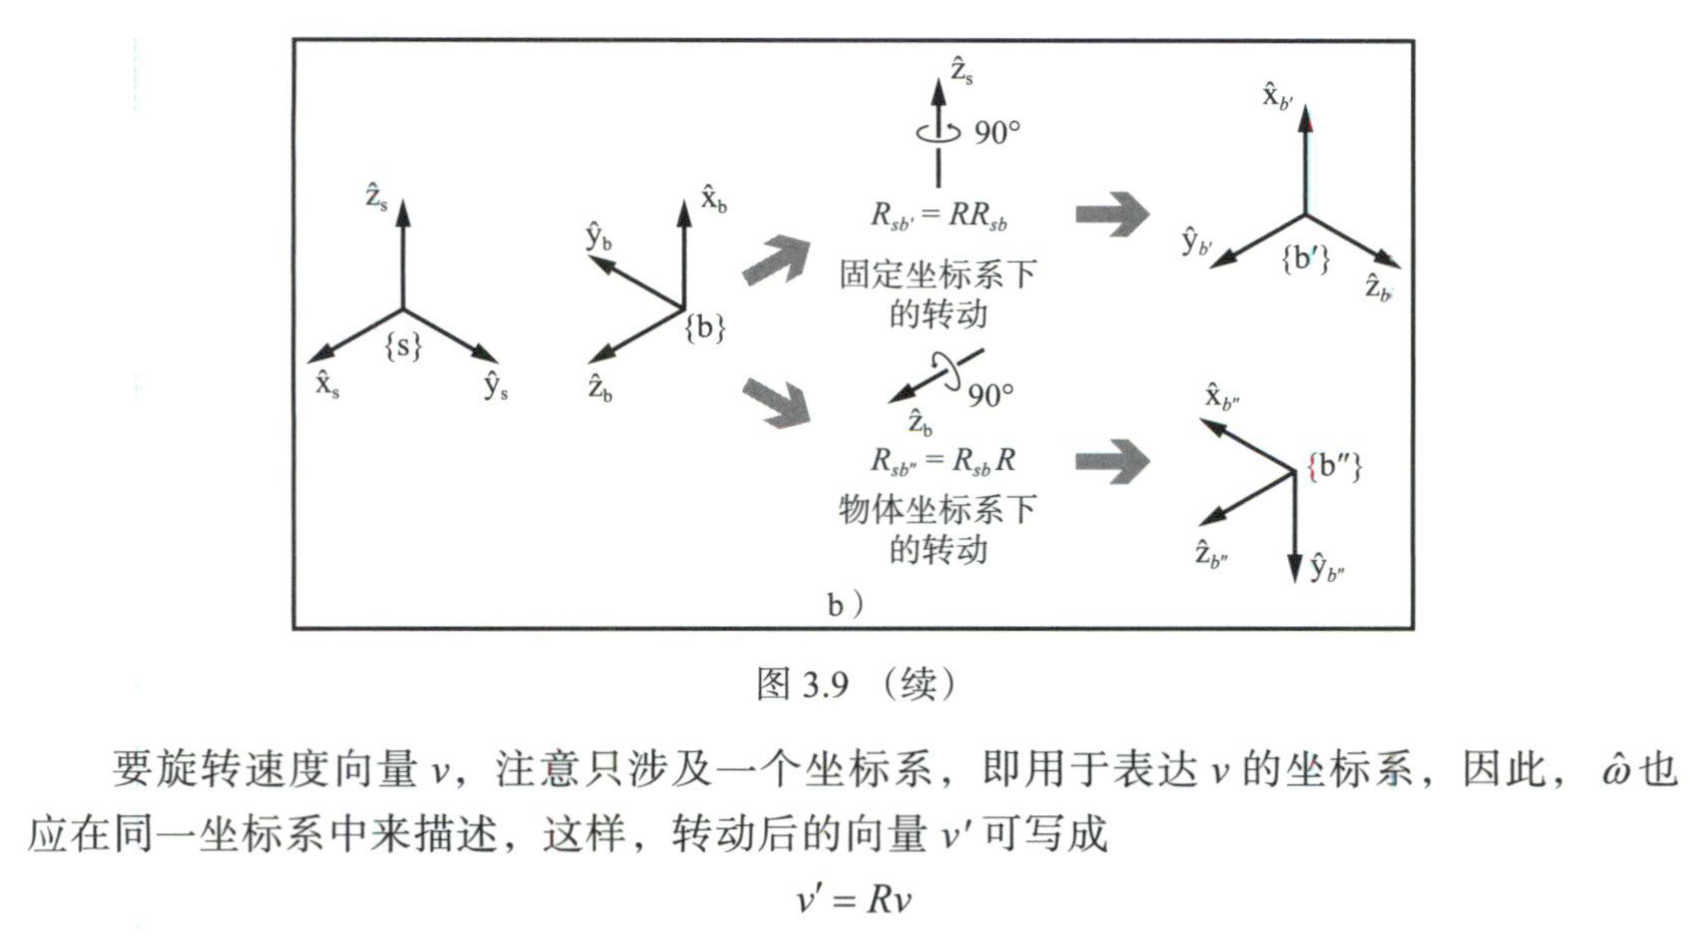 ẑs
90°
x̂b′
ẑs
x̂b
Rsb′ = RRsb
ŷb
ŷb′
{b′}
固定坐标系下
ẑb
的转动
{b}
{s}
x̂s
ŷs
ẑb
90°
x̂b″
ẑb
Rsb″ = RsbR
{b″}
物体坐标系下
的转动
ẑb″
ŷb″
b）
图 3.9 （续）
要旋转速度向量 v，注意只涉及一个坐标系，即用于表达 v 的坐标系，因此，ω̂ 也
应在同一坐标系中来描述，这样，转动后的向量 v′ 可写成
v′ = Rv